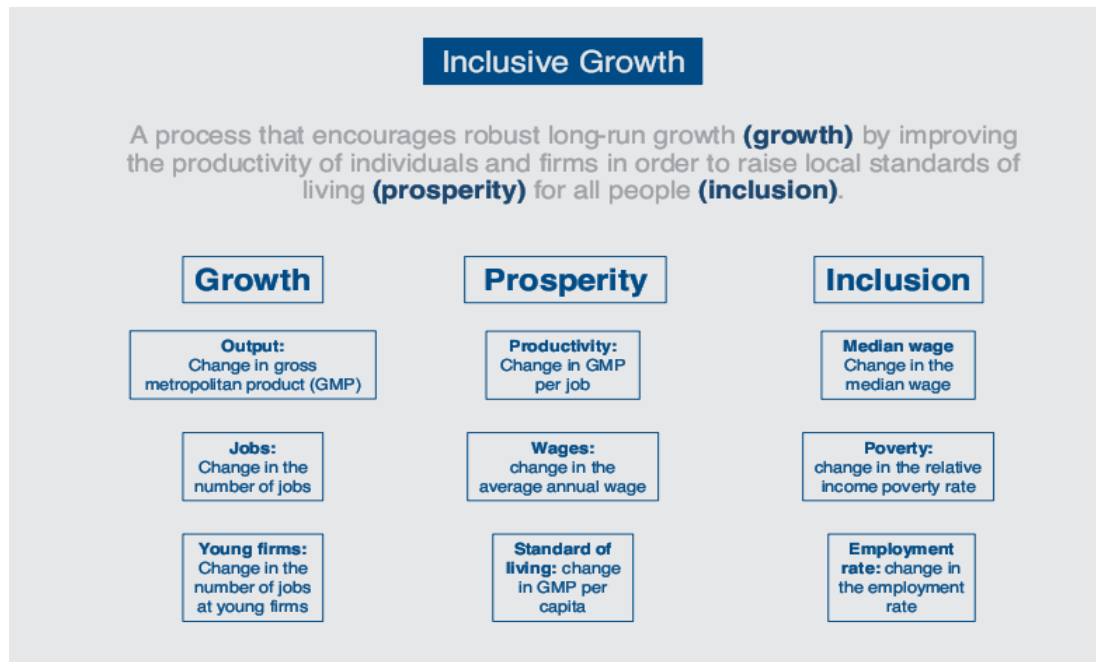 Inclusive Growth
A process that encourages robust long-run growth (growth) by improving
the productivity of individuals and firms in order to raise local standards of
living (prosperity) for all people (inclusion).
Growth
Output:
Change in gross
metropolitan product (GMP)
Jobs:
Change in the
number of jobs
Young firms:
Change in the
number of jobs
at young firms
Prosperity
Productivity:
Change in GMP
per job
Wages:
change in the
average annual wage
Standard of
living: change
in GMP per
capita
Inclusion
Median wage
Change in the
median wage
Poverty:
change in the relative
income poverty rate
Employment
rate: change in
the employment
rate